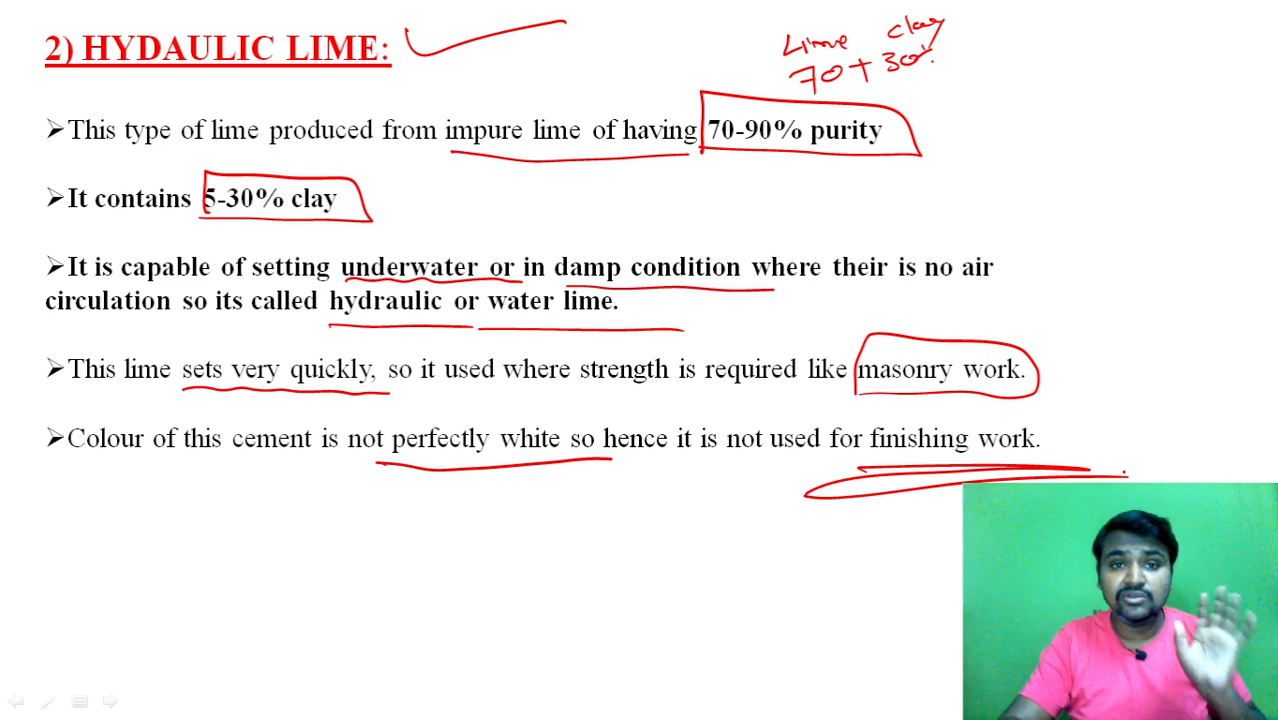 2) HYDAULIC LIME:
Lime clay
70 + 30%
➢This type of lime produced from impure lime of having 70-90% purity
➢It contains 5-30% clay
➢It is capable of setting underwater or in damp condition where their is no air
circulation so its called hydraulic or water lime.
➢This lime sets very quickly, so it used where strength is required like masonry work.
➢Colour of this cement is not perfectly white so hence it is not used for finishing work.